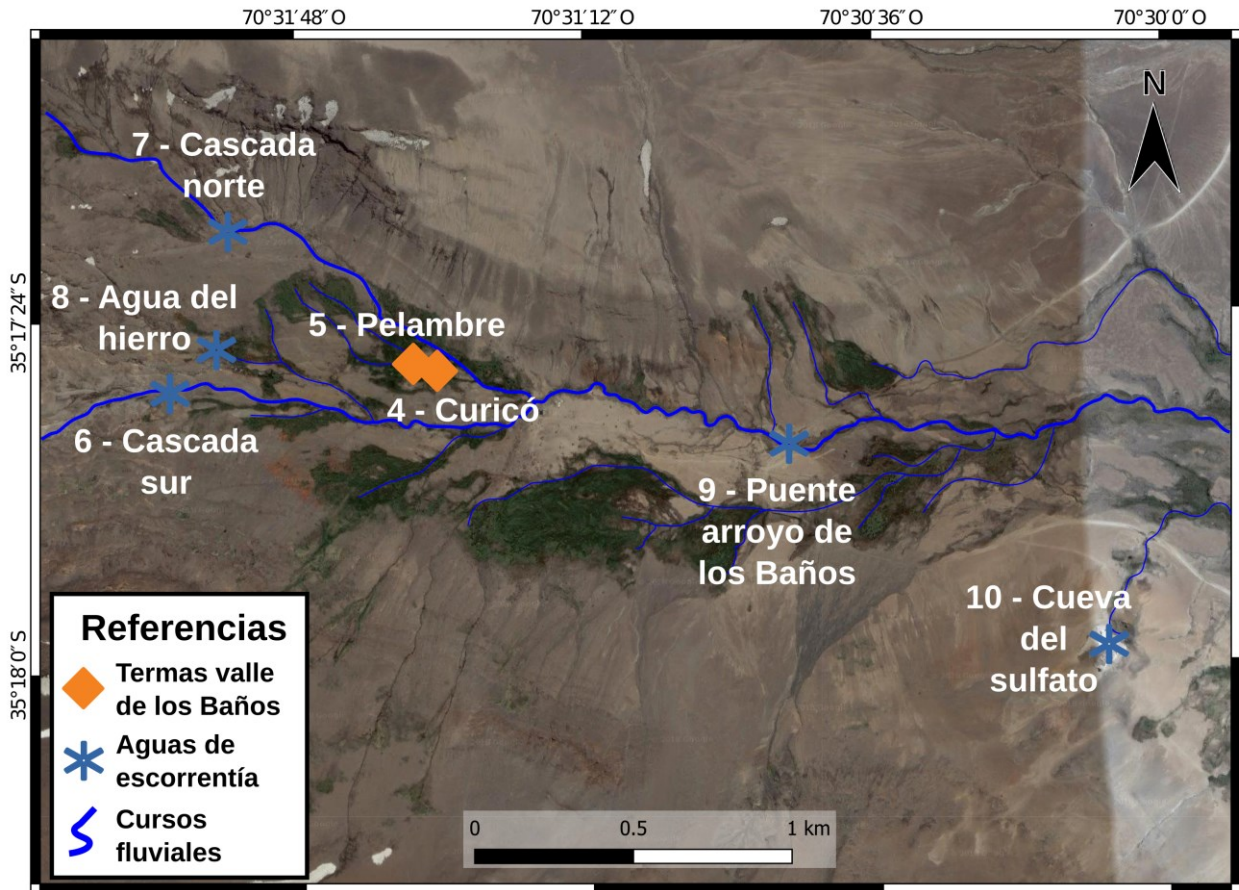 70°31′48″ O
70°31′12″ O
70°30′36″ O
70°30′0″ O
N
7 - Cascada
norte
35°17′24″ S
8 - Agua del
hierro
5 - Pelambre
4 - Curicó
6 - Cascada
sur
9 - Puente
arroyo de
los Baños
10 - Cueva
del
sulfato
35°18′0″ S
Referencias
Termas valle
de los Baños
Aguas de
escorrentía
Cursos
fluviales
0 0.5 1 km